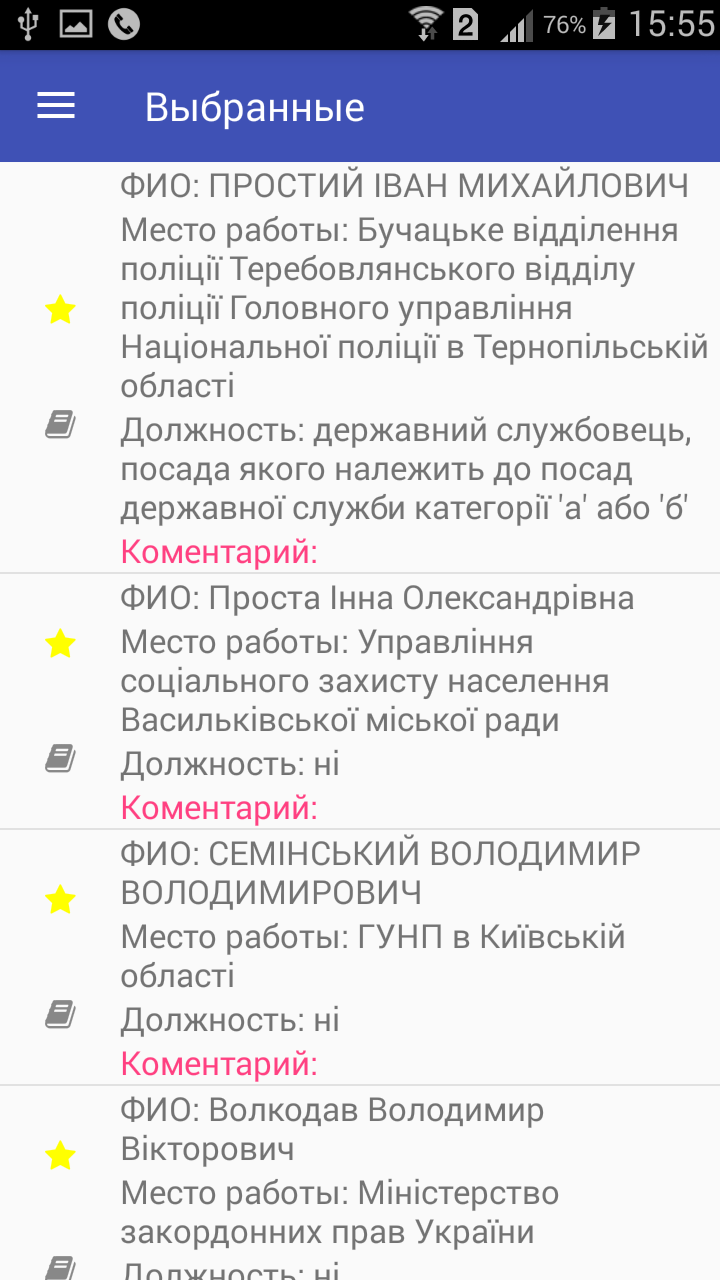 2 76% 15:55
Выбранные
ФИО: ПРОСТИЙ ІВАН МИХАЙЛОВИЧ
Место работы: Бучацьке відділення
поліції Теребовлянського відділу
поліції Головного управління
Національної поліції в Тернопільській
області
Должность: державний службовець,
посада якого належить до посад
державної служби категорії 'а' або 'б'
Коментарий:
ФИО: Проста Інна Олександрівна
Место работы: Управління
соціального захисту населення
Васильківської міської ради
Должность: ні
Коментарий:
ФИО: СЕМІНСЬКИЙ ВОЛОДИМИР
ВОЛОДИМИРОВИЧ
Место работы: ГУНП в Київській
області
Должность: ні
Коментарий:
ФИО: Волкодав Володимир
Вікторович
Место работы: Міністерство
закордонних прав України
Должность: ні